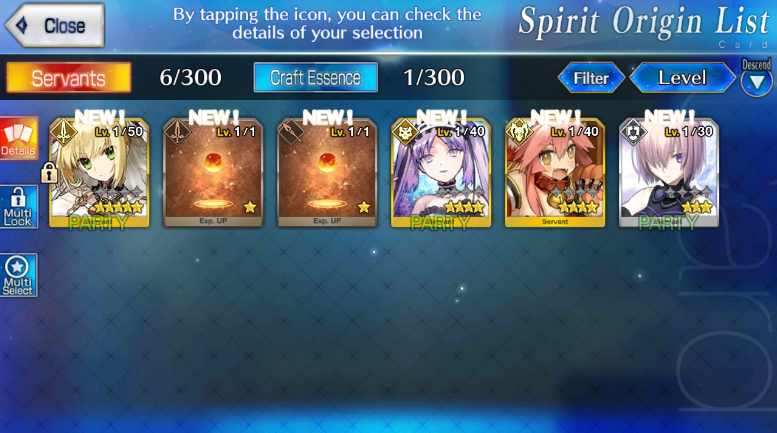 Close
By tapping the icon, you can check the
details of your selection
Spirit Origin List
Card
Servants
6/300
Craft Essence
1/300
Filter
Level
Descend
Details
Multi
Lock
Multi
Select
NEW!
Lv. 1/50
PARTY
NEW!
Lv. 1/1
Exp. UP
NEW!
Lv. 1/1
Exp. UP
NEW!
Lv. 1/40
PARTY
NEW!
Lv. 1/40
Servant
NEW!
Lv. 1/30
PARTY